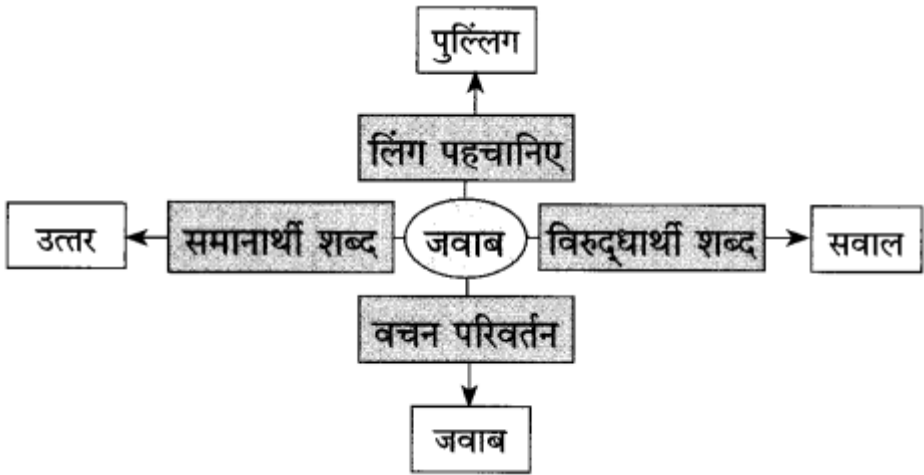 पुल्लिंग
लिंग पहचानिए
उत्तर
समानार्थी शब्द
जवाब
विरुद्धार्थी शब्द
सवाल
वचन परिवर्तन
जवाब